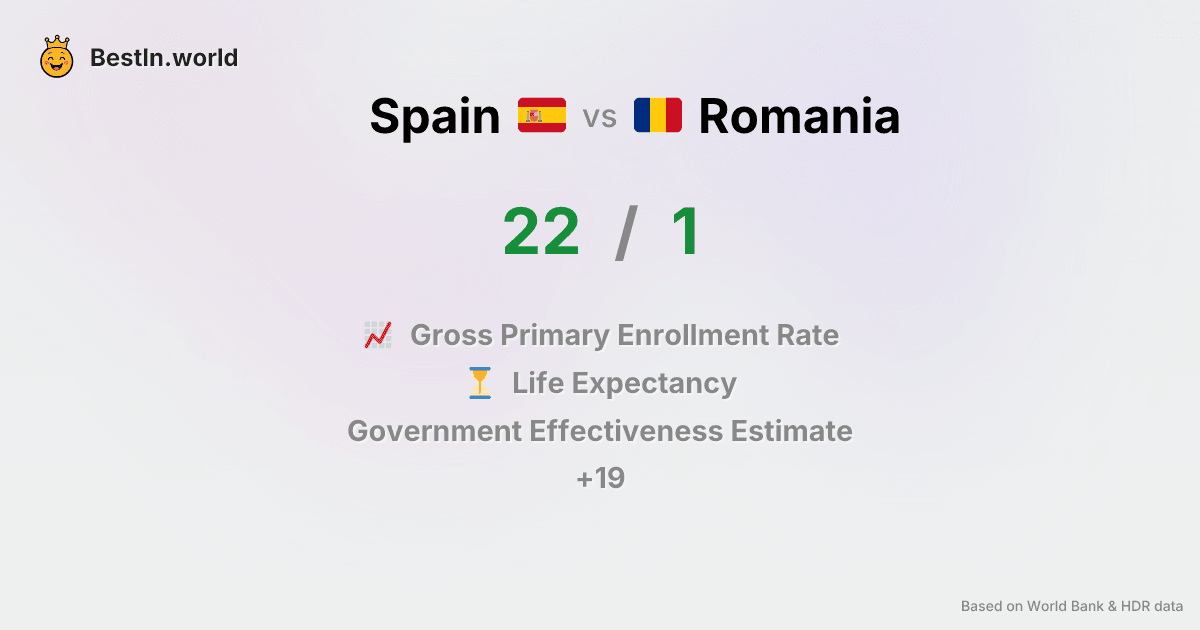 BestIn.world
Spain vs Romania
22 / 1
Gross Primary Enrollment Rate
Life Expectancy
Government Effectiveness Estimate
+19
Based on World Bank & HDR data